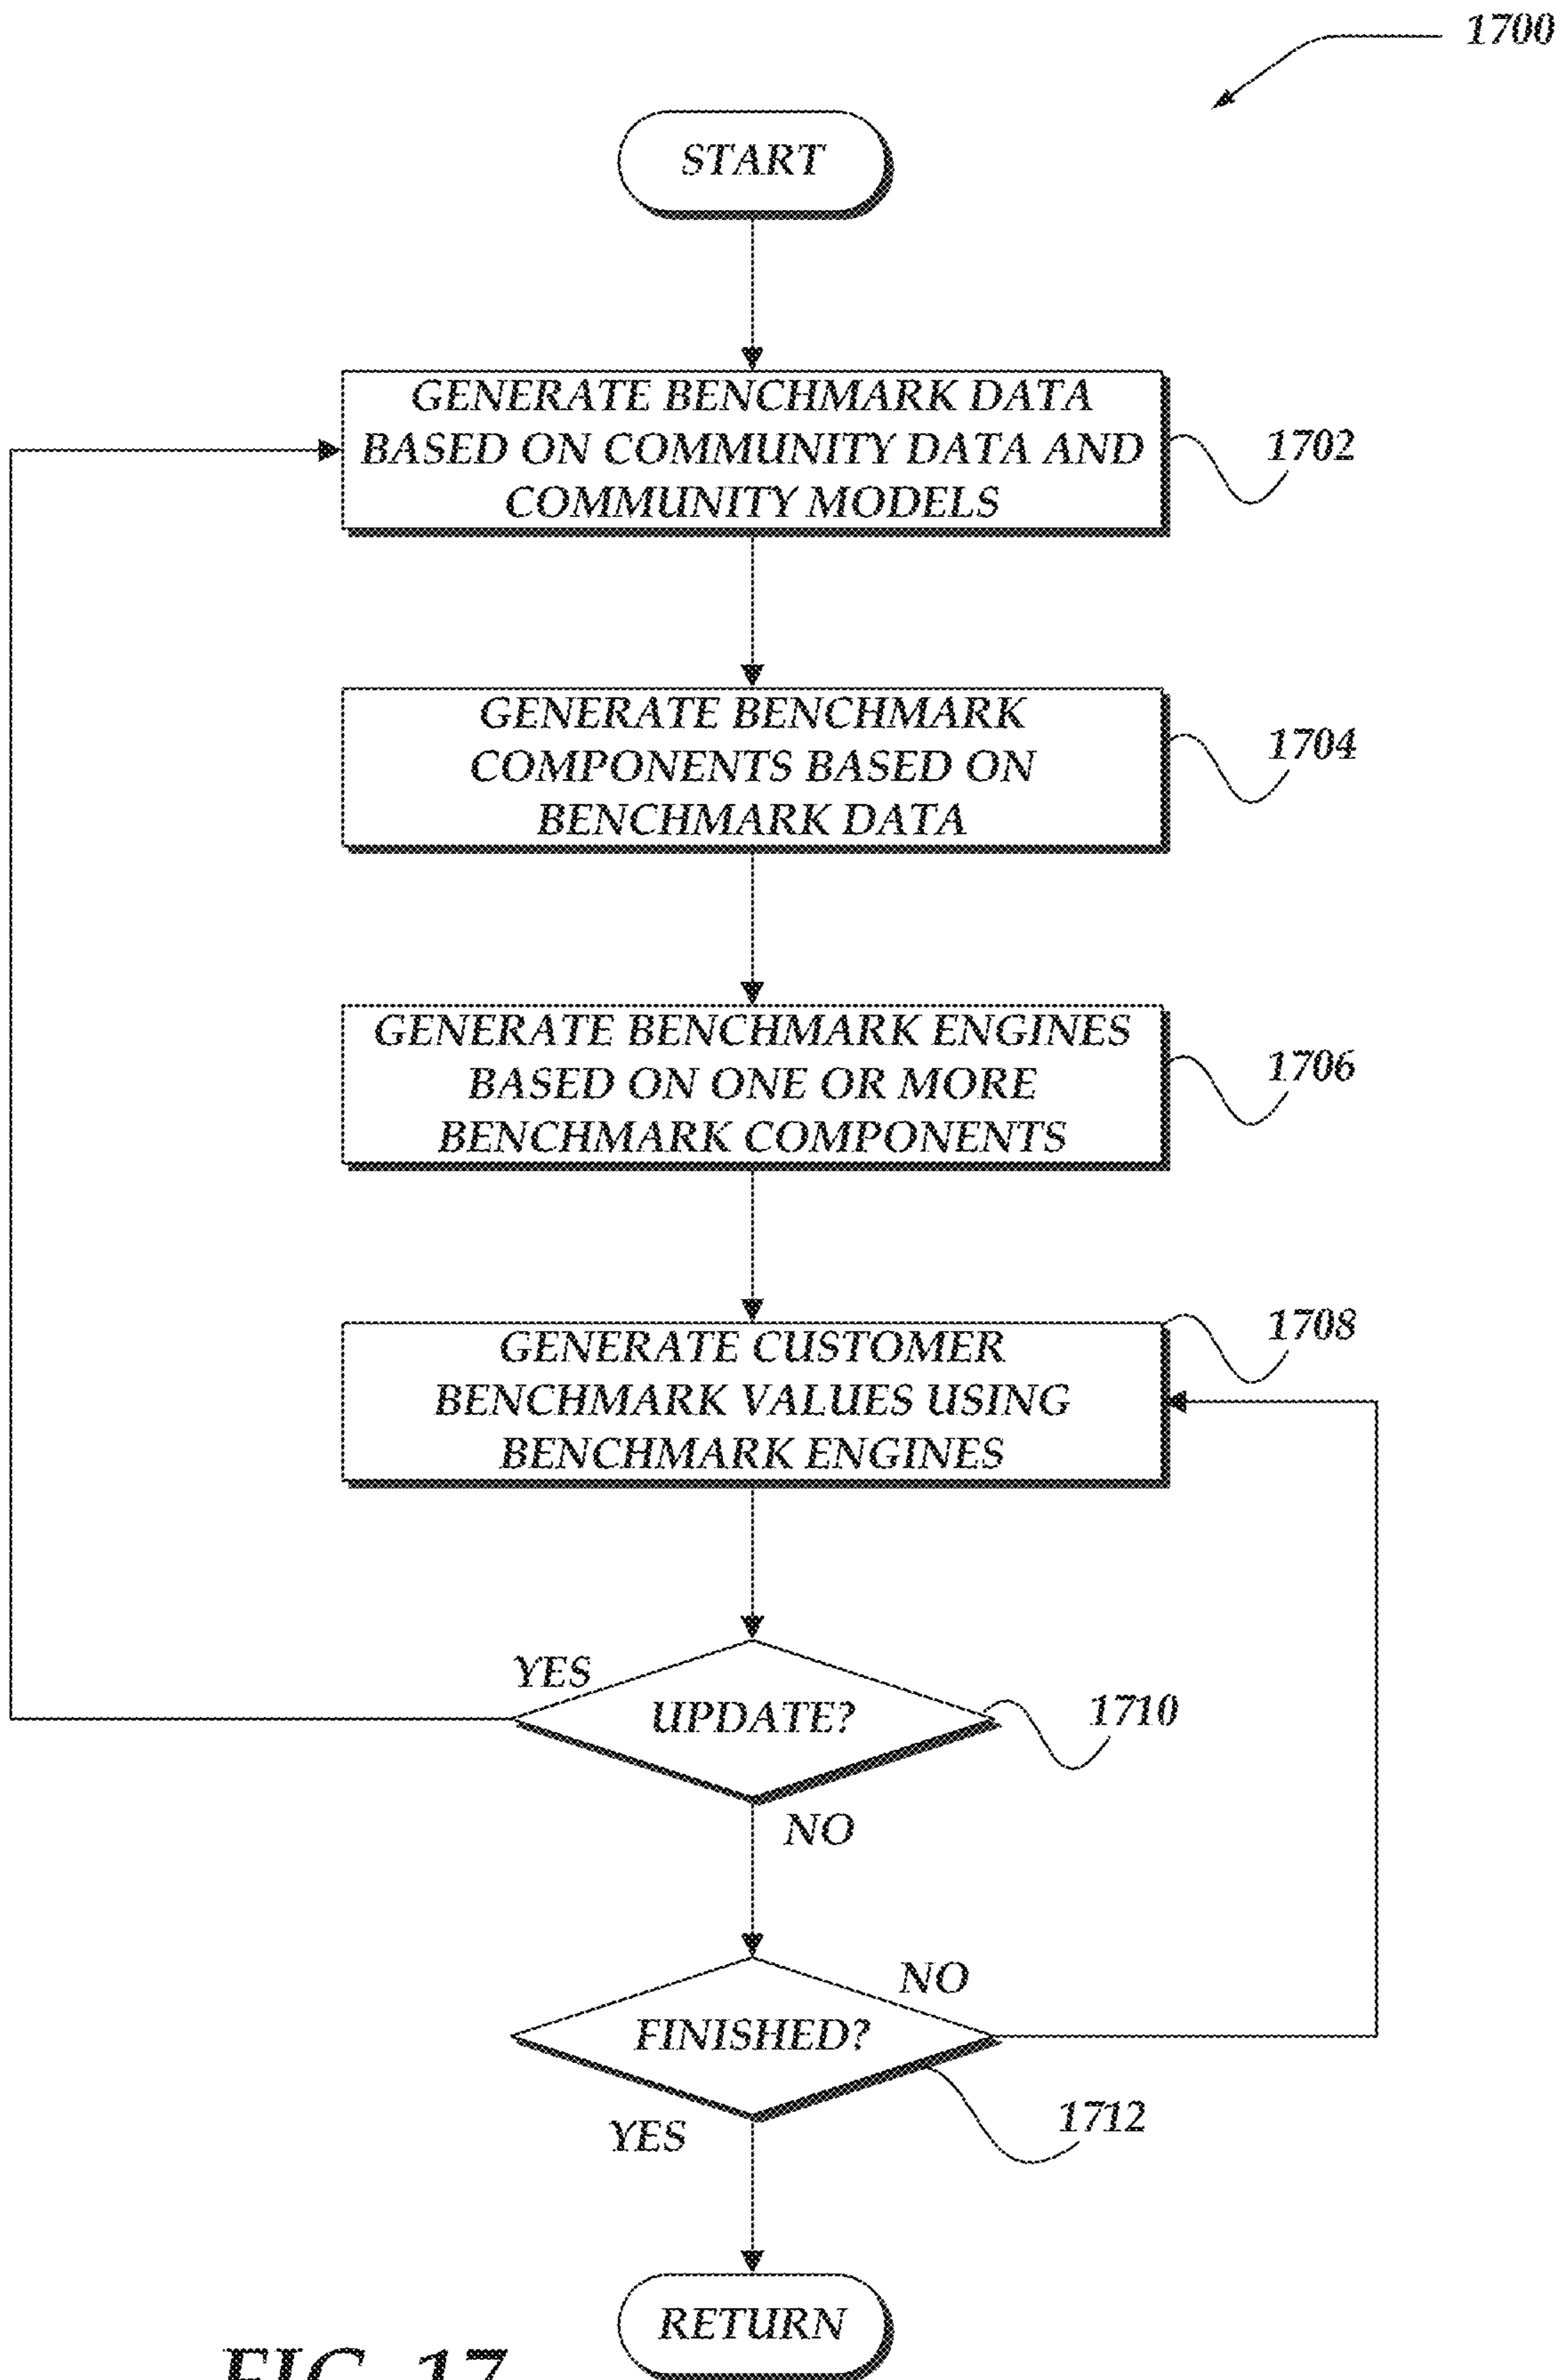 1700
START
GENERATE BENCHMARK DATA
BASED ON COMMUNITY DATA AND
COMMUNITY MODELS
1702
GENERATE BENCHMARK
COMPONENTS BASED ON
BENCHMARK DATA
1704
GENERATE BENCHMARK ENGINES
BASED ON ONE OR MORE
BENCHMARK COMPONENTS
1706
GENERATE CUSTOMER
BENCHMARK VALUES USING
BENCHMARK ENGINES
1708
YES
UPDATE?
1710
NO
NO
FINISHED?
1712
YES
RETURN
FIG. 17